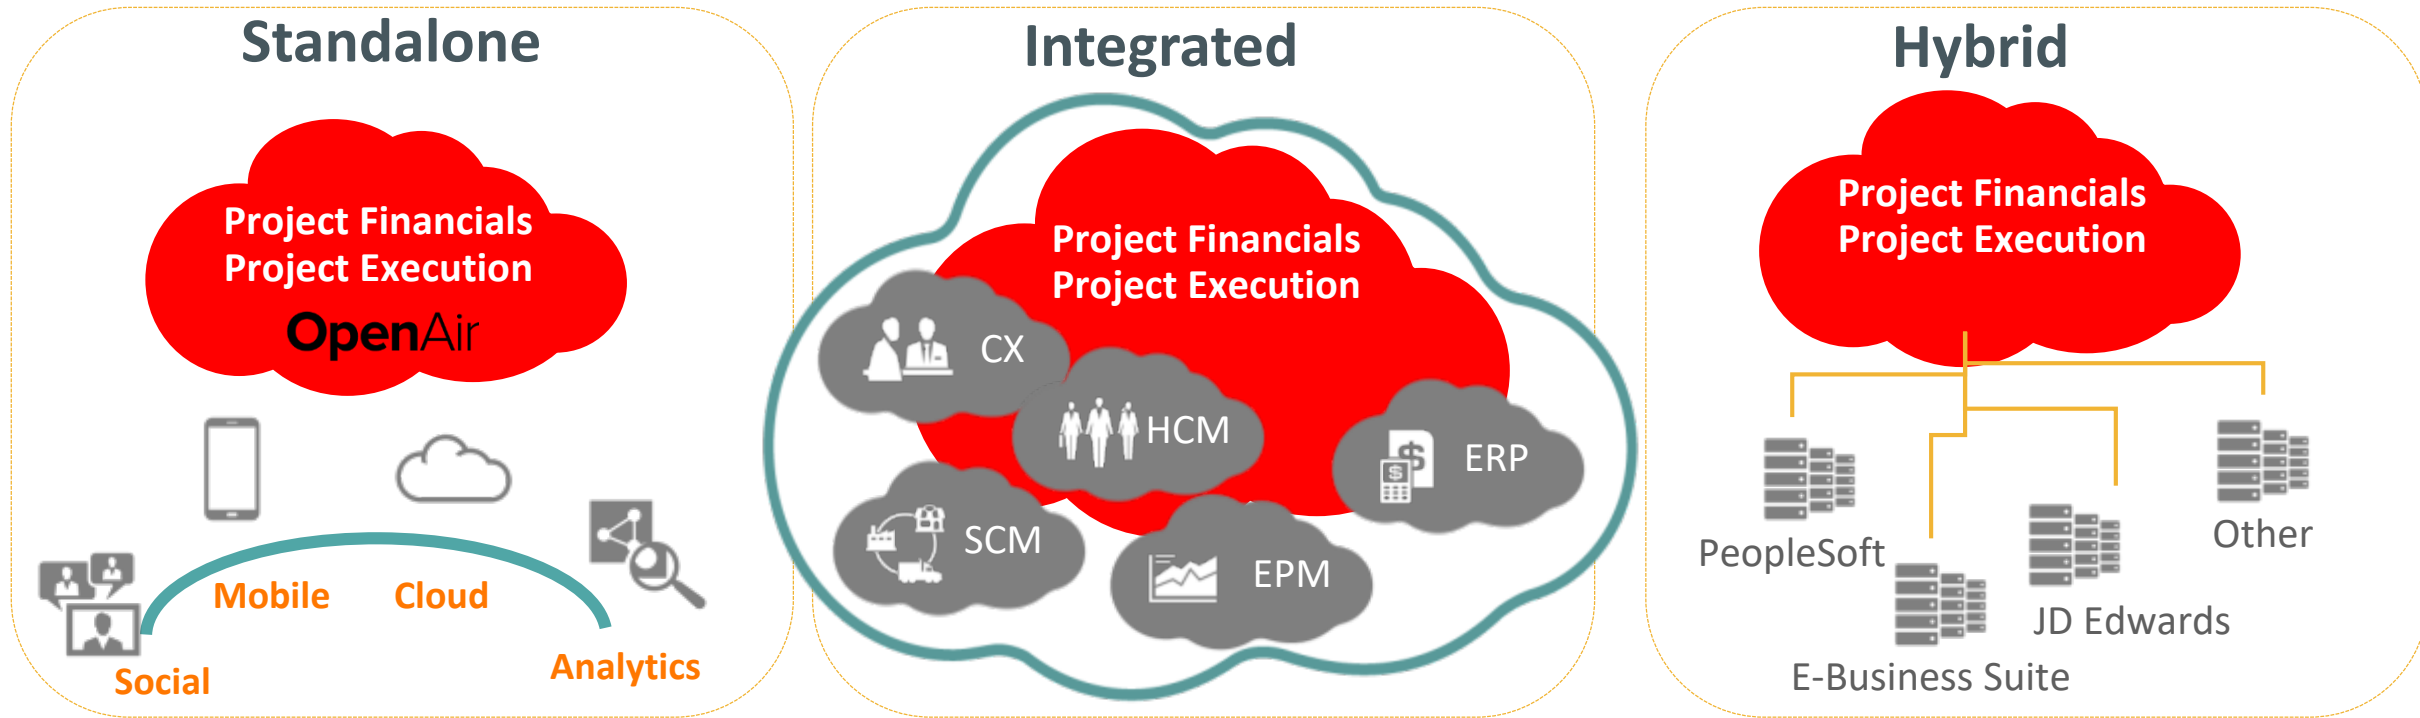 Standalone
Project Financials
Project Execution
OpenAir
Mobile
Cloud
Social
Analytics
Integrated
Project Financials
Project Execution
CX
HCM
ERP
SCM
EPM
Hybrid
Project Financials
Project Execution
PeopleSoft
Other
JD Edwards
E-Business Suite